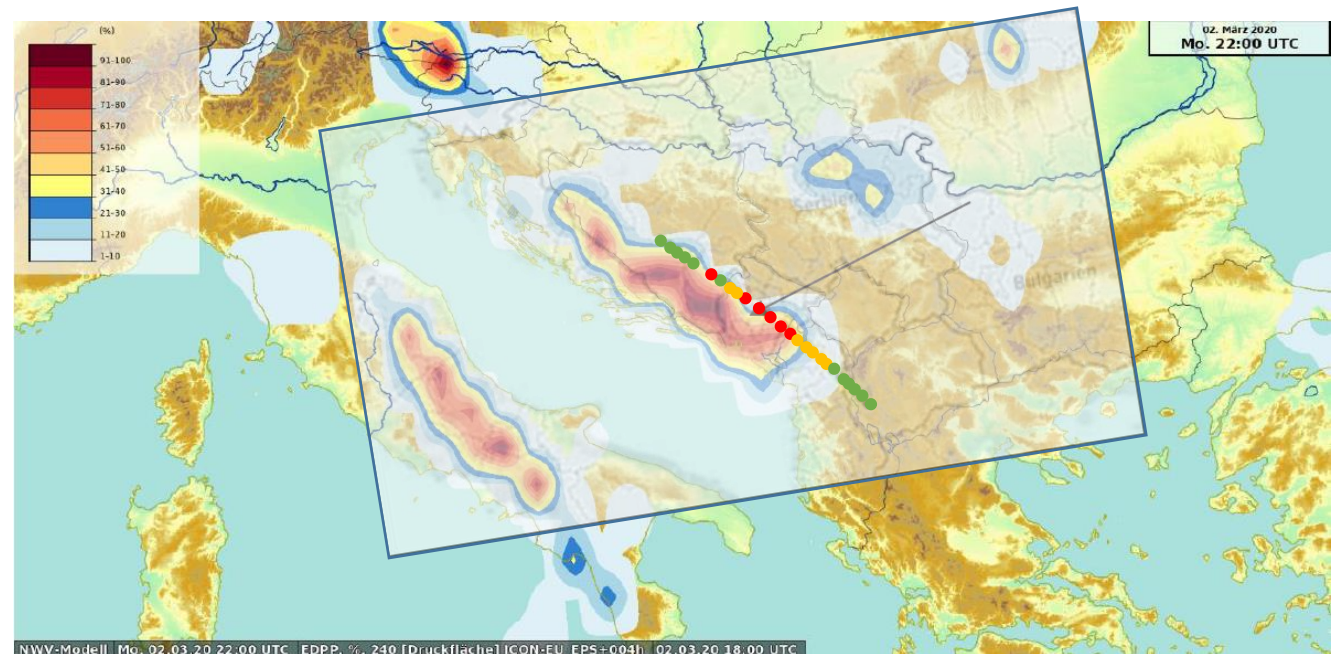 (%)
91-100
81-90
71-80
61-70
51-60
41-50
31-40
21-30
11-20
1-10
02. März 2020
Mo. 22:00 UTC
Serbien
Bulgarien
NWV-Modell Mo. 02.03.20 22:00 UTC EDPP, %, 240 [Druckfläche] ICON-EU_EPS+004h 02.03.20 18:00 UTC